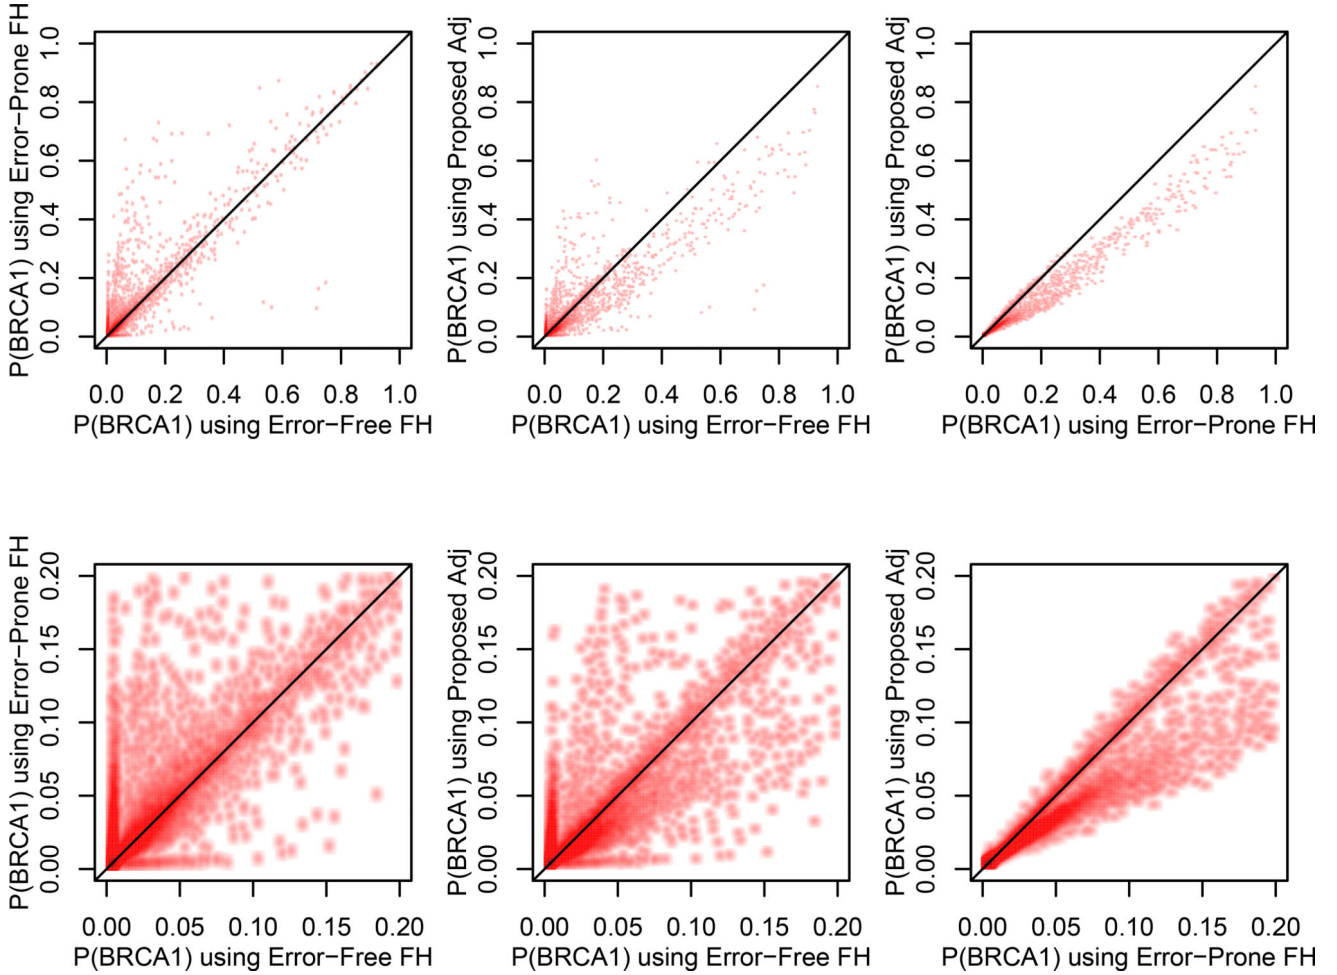 P(BRCA1) using Error−Prone FH
1.0
0.8
0.6
0.4
0.2
0.0
0.0 0.2 0.4 0.6 0.8 1.0
P(BRCA1) using Error−Free FH
P(BRCA1) using Proposed Adj
1.0
0.8
0.6
0.4
0.2
0.0
0.0 0.2 0.4 0.6 0.8 1.0
P(BRCA1) using Error−Free FH
P(BRCA1) using Proposed Adj
1.0
0.8
0.6
0.4
0.2
0.0
0.0 0.2 0.4 0.6 0.8 1.0
P(BRCA1) using Error−Prone FH
P(BRCA1) using Error−Prone FH
0.20
0.15
0.10
0.05
0.00
0.00 0.05 0.10 0.15 0.20
P(BRCA1) using Error−Free FH
P(BRCA1) using Proposed Adj
0.20
0.15
0.10
0.05
0.00
0.00 0.05 0.10 0.15 0.20
P(BRCA1) using Error−Free FH
P(BRCA1) using Proposed Adj
0.20
0.15
0.10
0.05
0.00
0.00 0.05 0.10 0.15 0.20
P(BRCA1) using Error−Prone FH